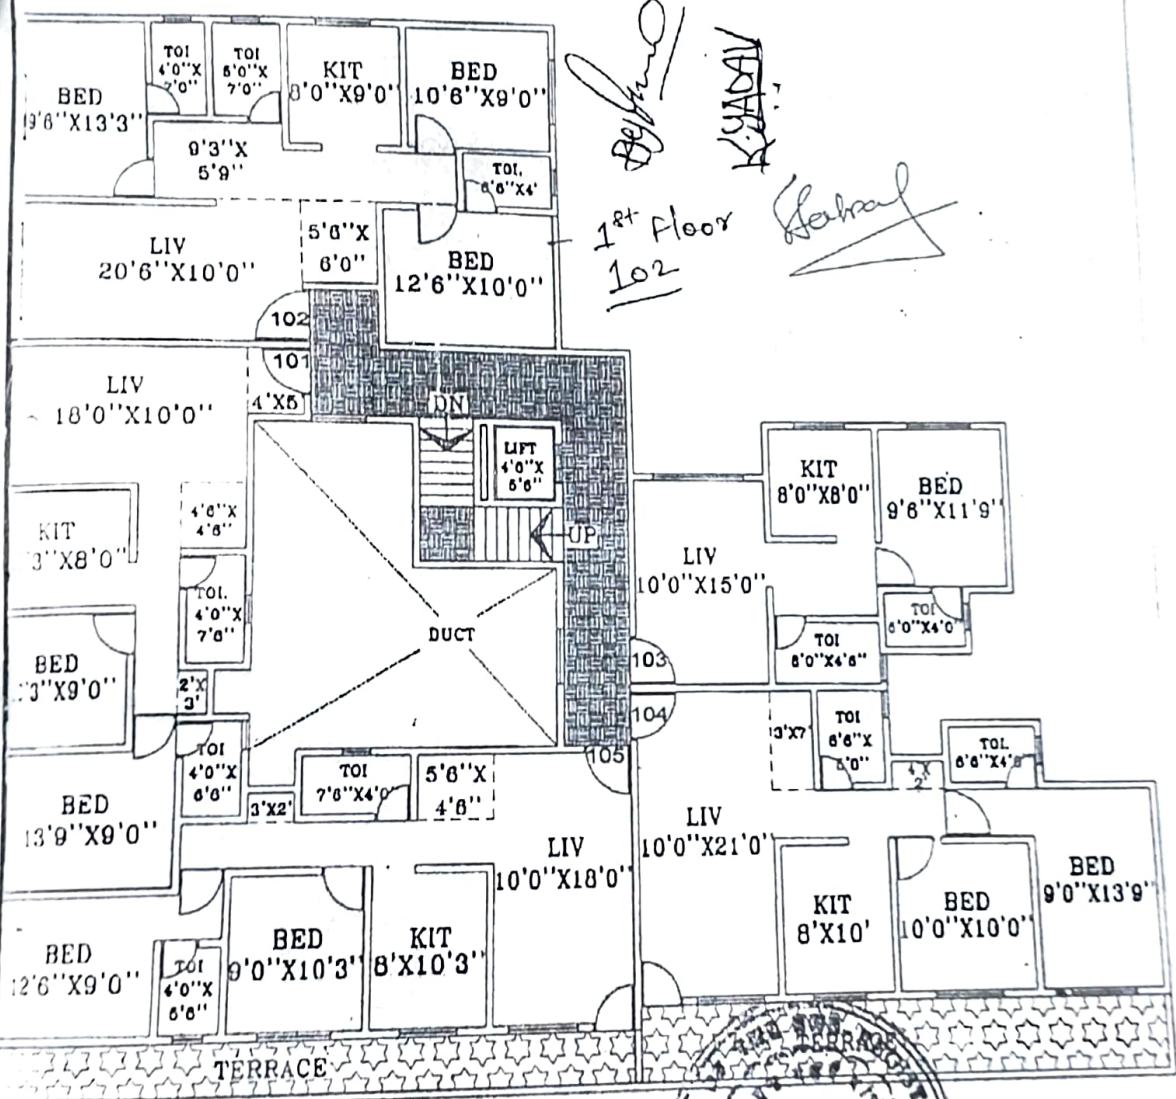 TOI
4'0"X
7'0"
TOI
5'0"X
7'0"
KIT
8'0"X9'0"
BED
10'6"X9'0"
BED
9'6"X13'3"
9'3"X
5'9"
TOI.
6'6"X4'
K.YADAV
1st Floor
102
LIV
20'6"X10'0"
5'6"X
6'0"
BED
12'6"X10'0"
102
101
LIV
18'0"X10'0"
4'X5
DN
LIFT
4'6"X
5'6"
UP
KIT
3"X8'0"
4'6"X
4'6"
TOI.
4'0"X
7'6"
KIT
8'0"X8'0"
BED
9'6"X11'9"
LIV
10'0"X15'0"
TOI
6'0"X4'0"
TOI
6'0"X4'6"
DUCT
BED
3"X9'0"
2'X
3'
103
104
105
3'X7'
TOI
6'6"X
TOI
4'0"X
6'6"
TOI
7'6"X4'0"
5'6"X
4'6"
3'X2'
4'X
2'
TOI.
6'6"X4'6"
BED
13'9"X9'0"
LIV
10'0"X18'0"
LIV
10'0"X21'0"
BED
9'0"X13'9"
KIT
8'X10'
BED
10'0"X10'0"
BED
12'6"X9'0"
TOI
4'0"X
6'6"
BED
9'0"X10'3"
KIT
8'X10'3"
TERRACE
TERRACE